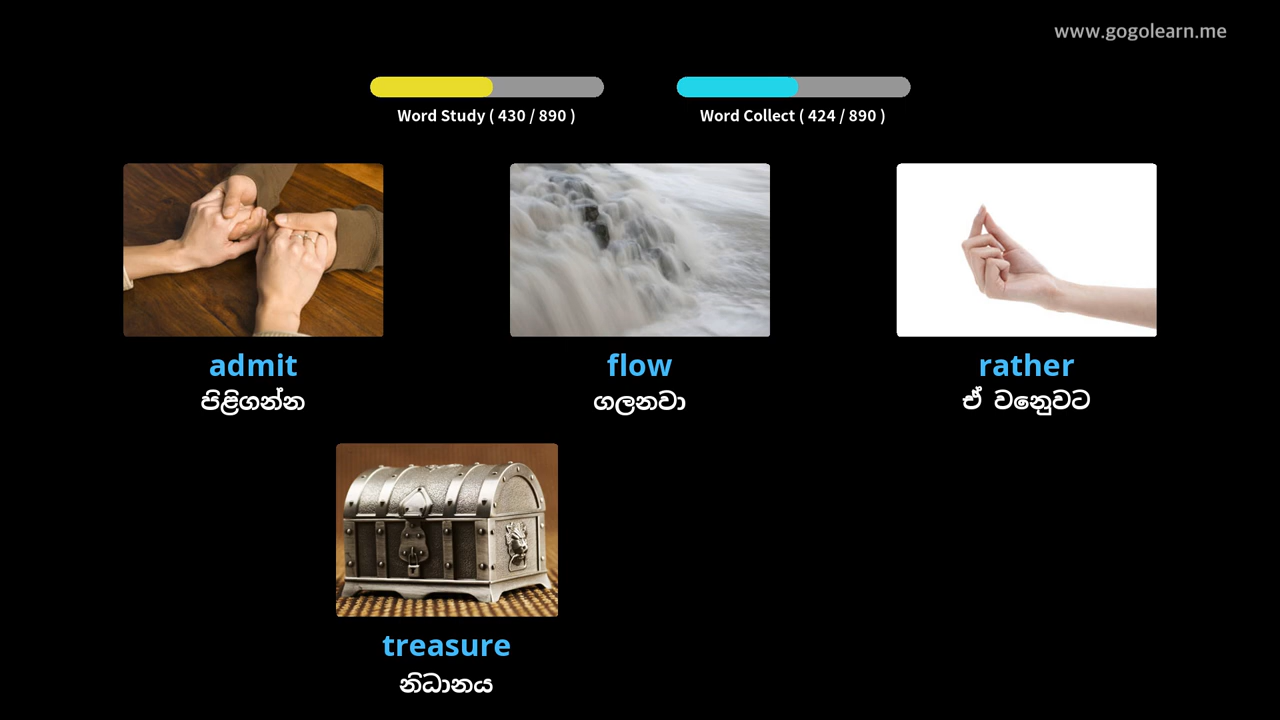 www.gogolearn.me
Word Study ( 430 / 890 )
Word Collect ( 424 / 890 )
admit
පිළිගන්න
flow
ගලනවා
rather
ඒ වනුෙවට
treasure
නිධානය